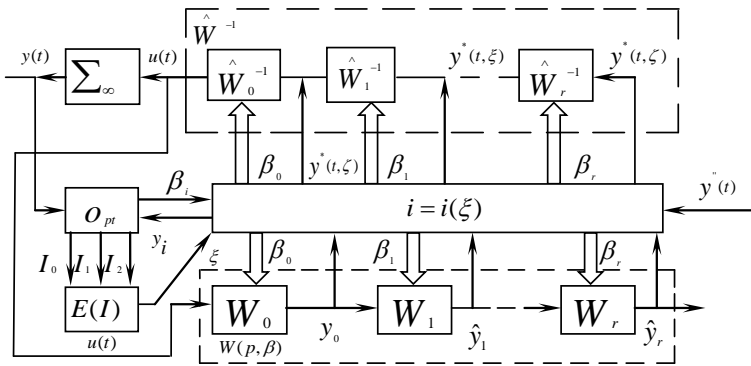 Ŵ⁻¹
y(t) u(t)
∑∞ Ŵ₀⁻¹ Ŵ₁⁻¹ y*(t,ξ) Ŵᵣ⁻¹ y*(t,ζ)
β₀ y*(t,ζ) β₁ βᵣ
βᵢ
Oₚₜ i = i(ξ) y″(t)
yᵢ
I₀ I₁ I₂ ξ β₀ β₁ βᵣ
E(I) W₀ W₁ Wᵣ
u(t) y₀ ŷ₁ ŷᵣ
W(p,β)